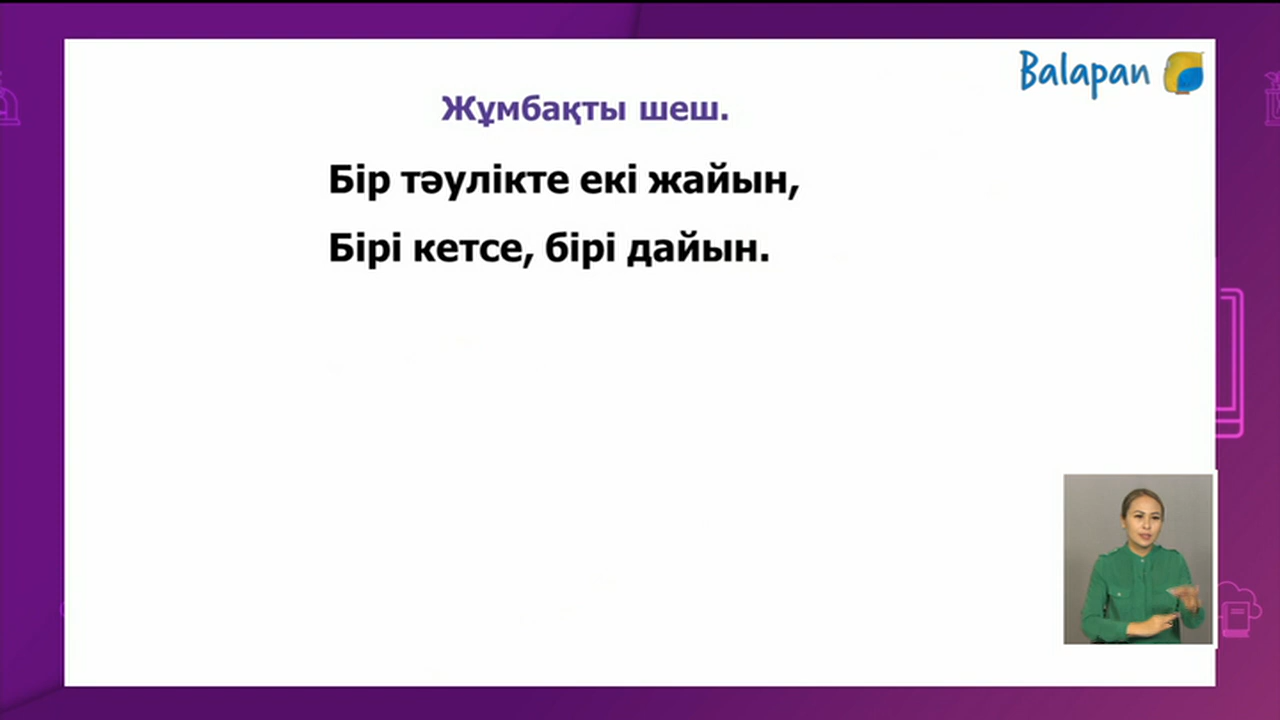 Balapan
Жұмбақты шеш.
Бір тәулікте екі жайын,
Бірі кетсе, бірі дайын.